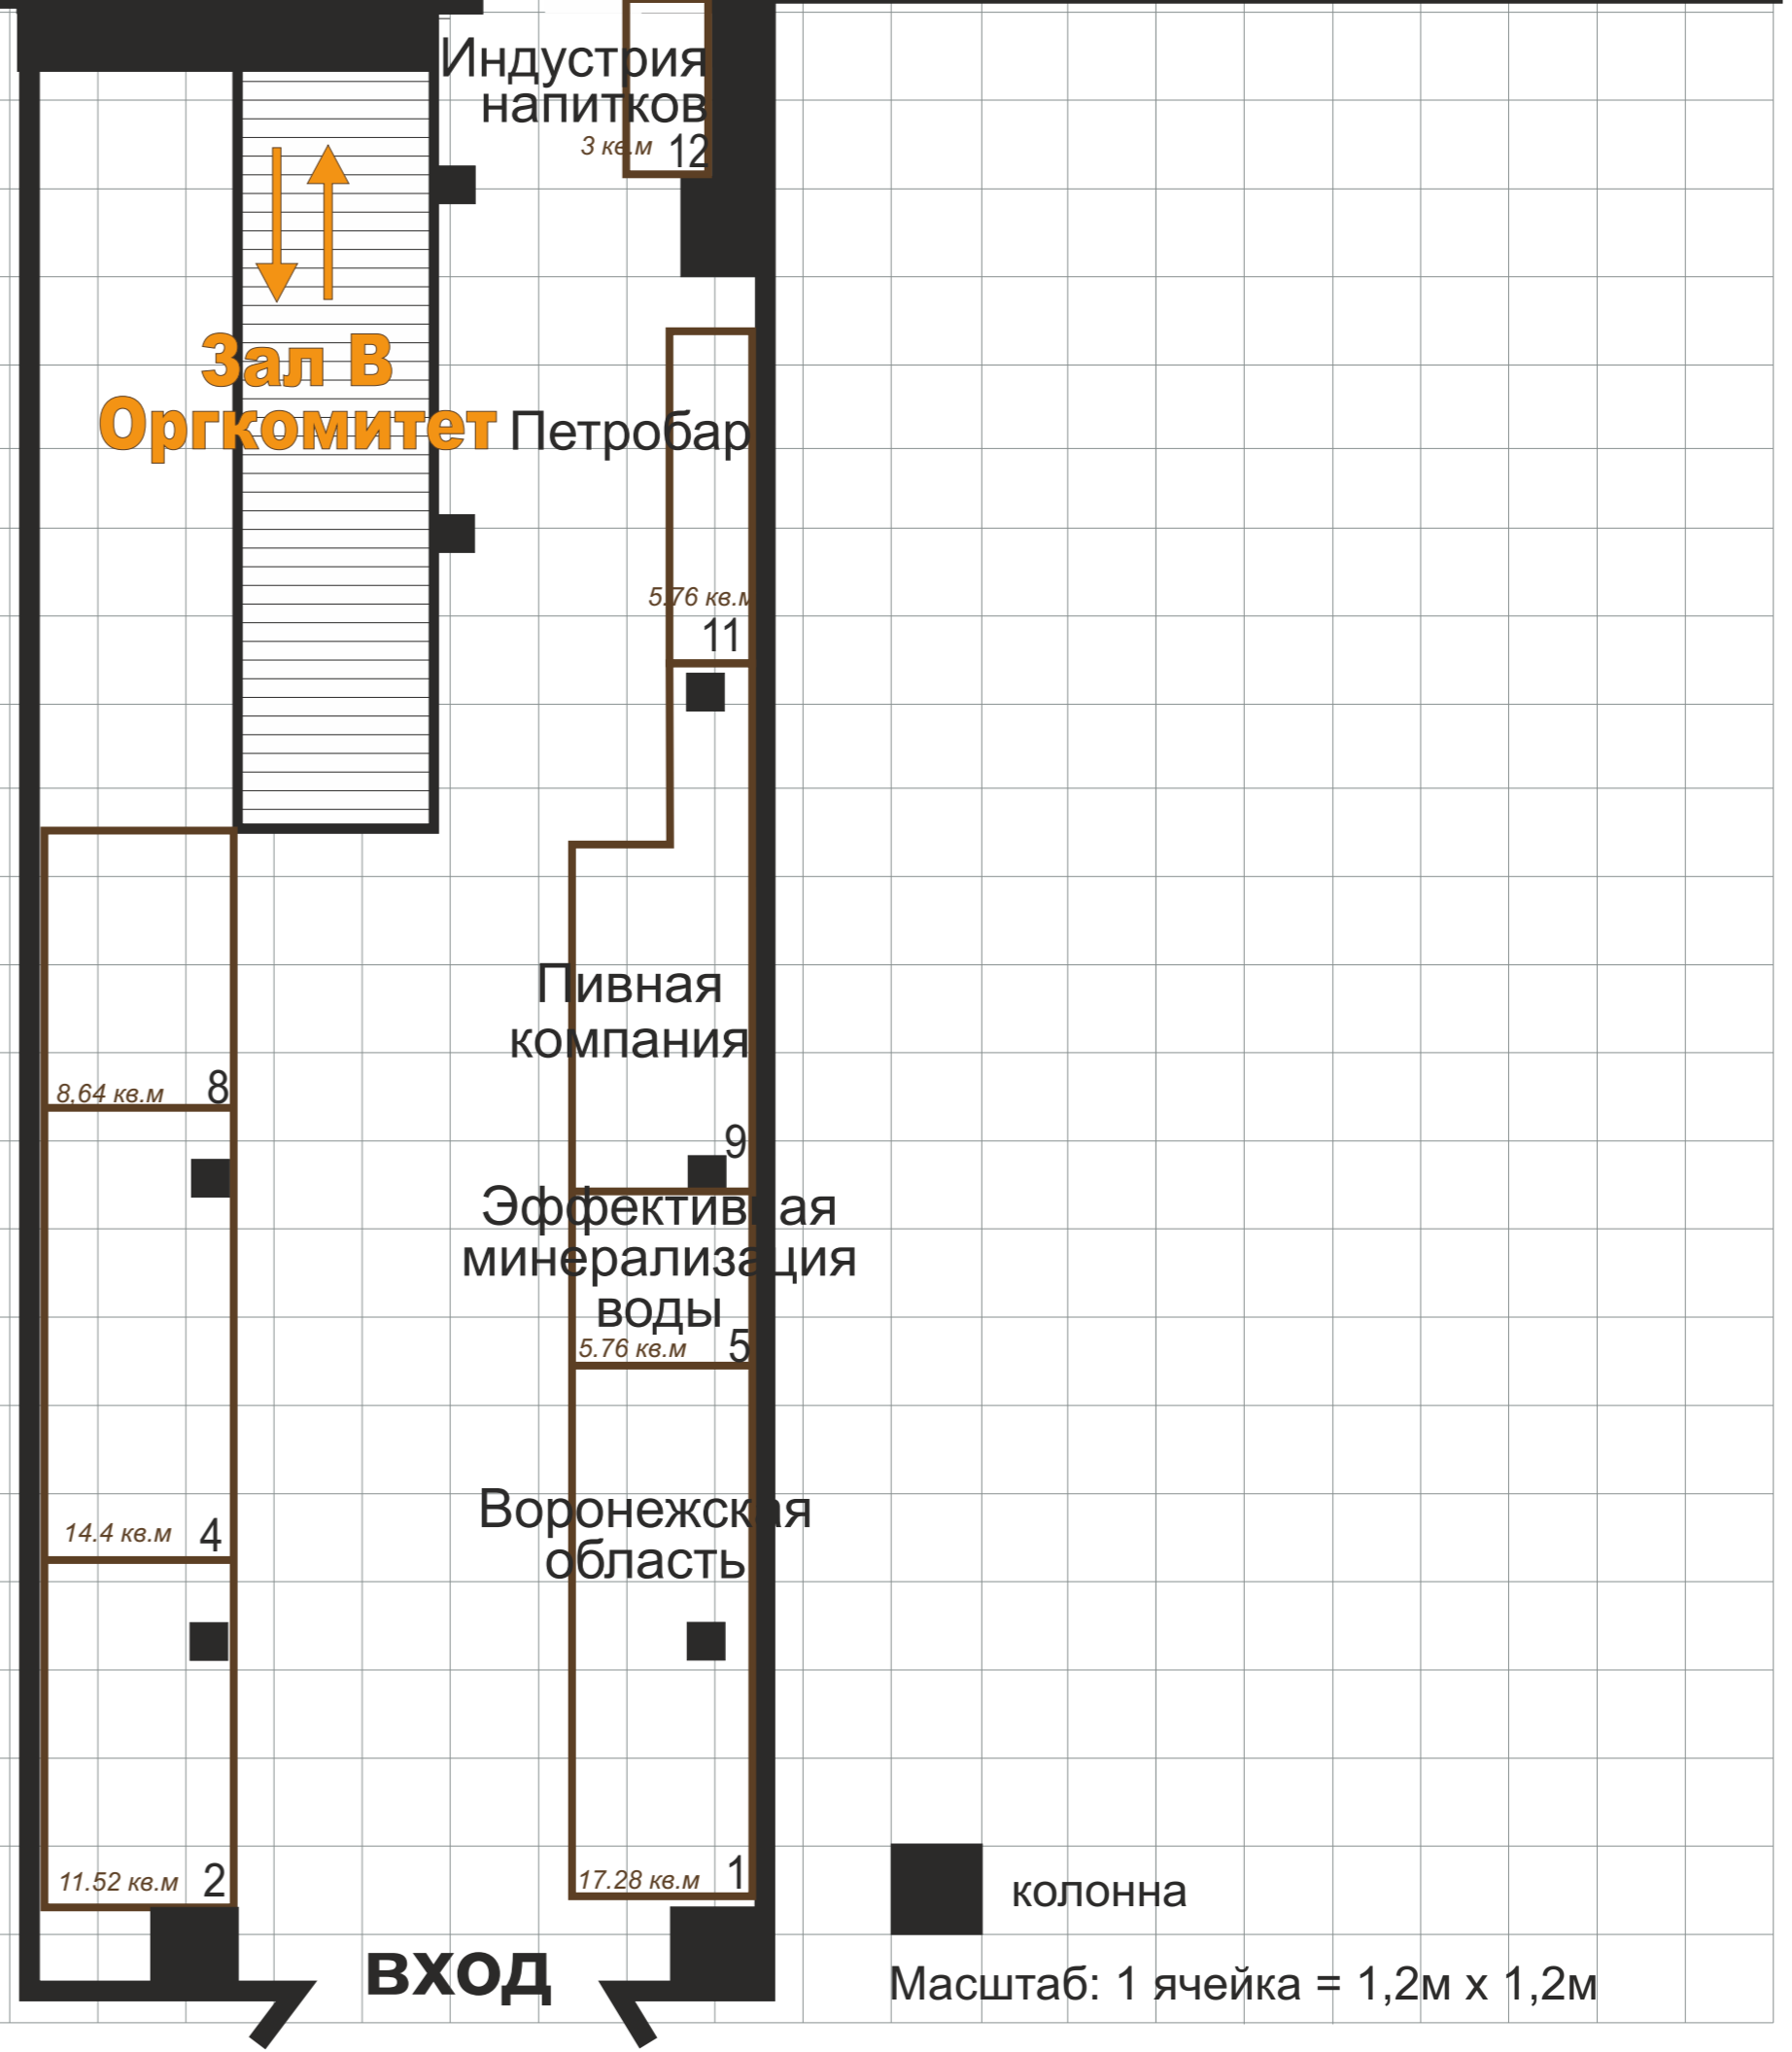 Индустрия
напитков
3 кв.м 12
Зал В
Оргкомитет
Петробар
5.76 кв.м
11
Пивная
компания
8,64 кв.м 8
9
Эффективная
минерализация
воды
5.76 кв.м 5
Воронежская
область
14.4 кв.м 4
11.52 кв.м 2
17.28 кв.м 1
колонна
вход
Масштаб: 1 ячейка = 1,2м х 1,2м